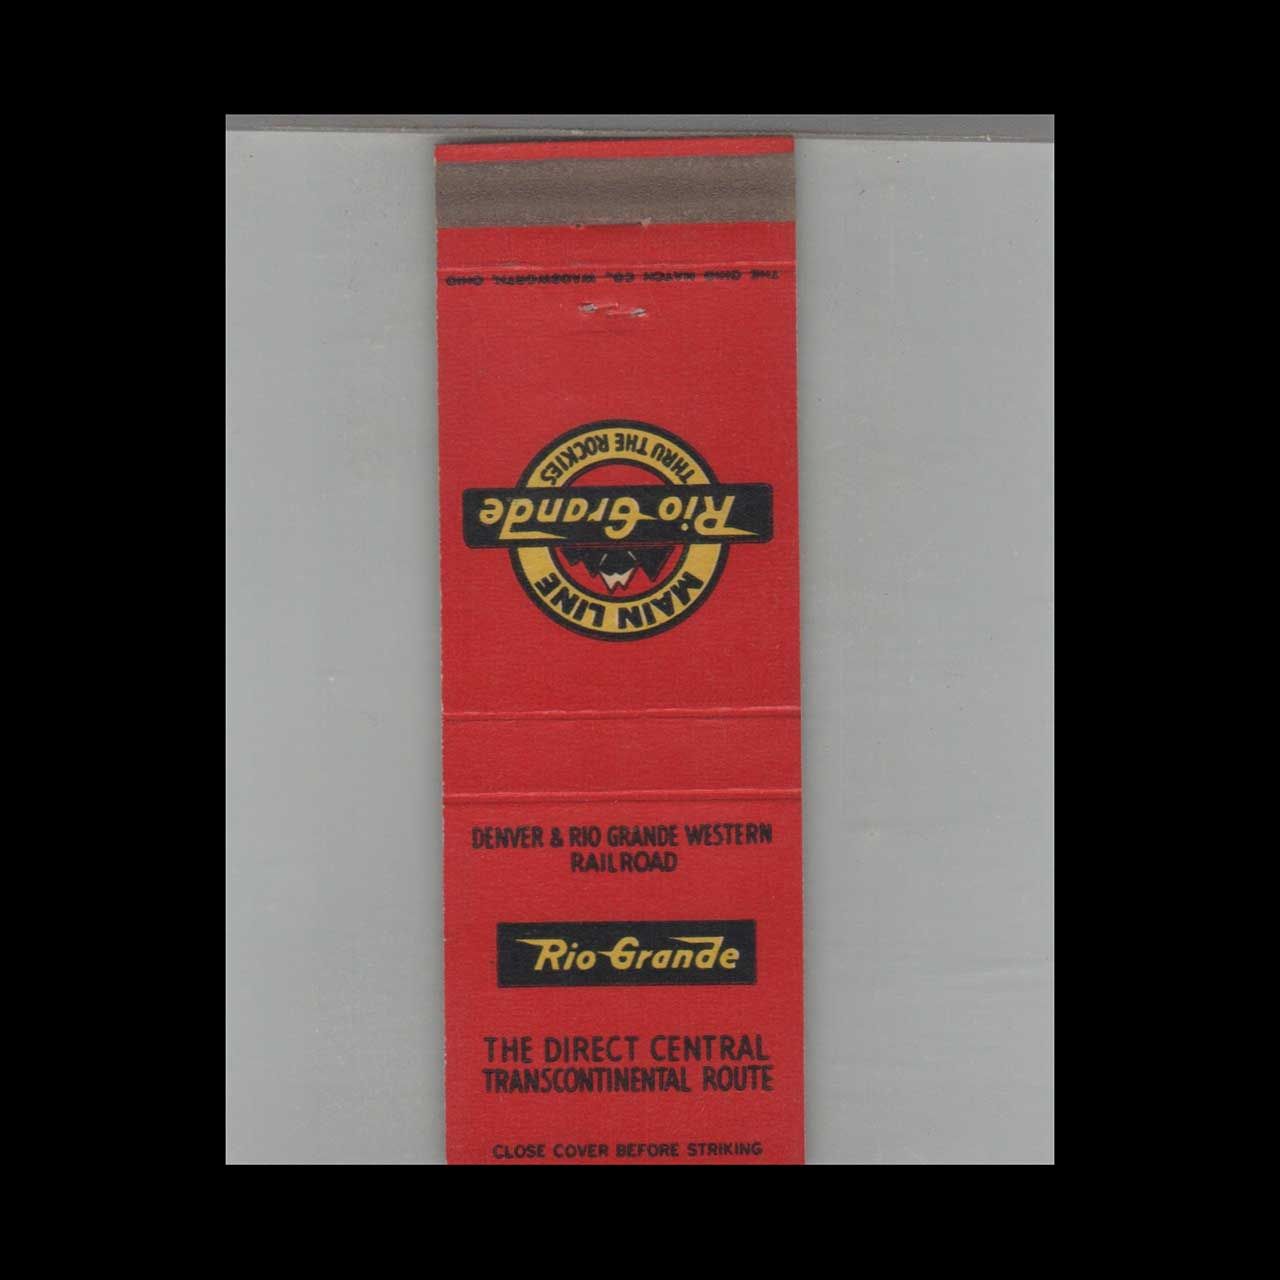 THE OHIO MATCH CO., WADSWORTH, OHIO
MAIN LINE
Rio Grande
THRU THE ROCKIES
DENVER & RIO GRANDE WESTERN
RAILROAD
Rio Grande
THE DIRECT CENTRAL
TRANSCONTINENTAL ROUTE
CLOSE COVER BEFORE STRIKING